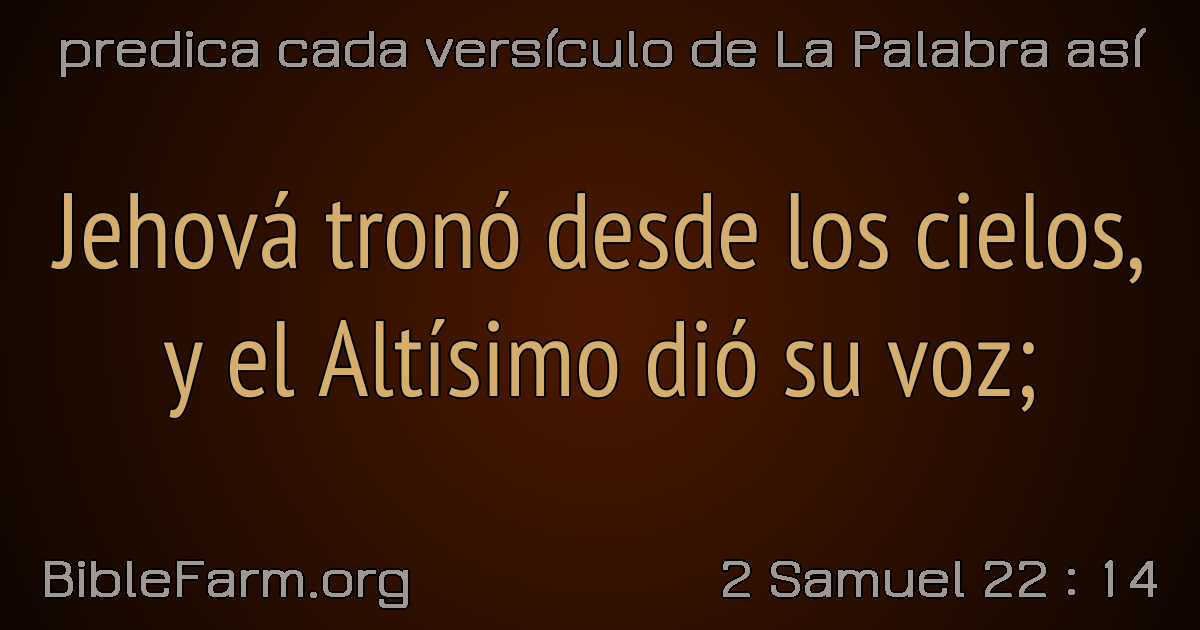 predica cada versículo de La Palabra así
Jehová tronó desde los cielos,
y el Altísimo dió su voz;
BibleFarm.org
2 Samuel 22 : 14